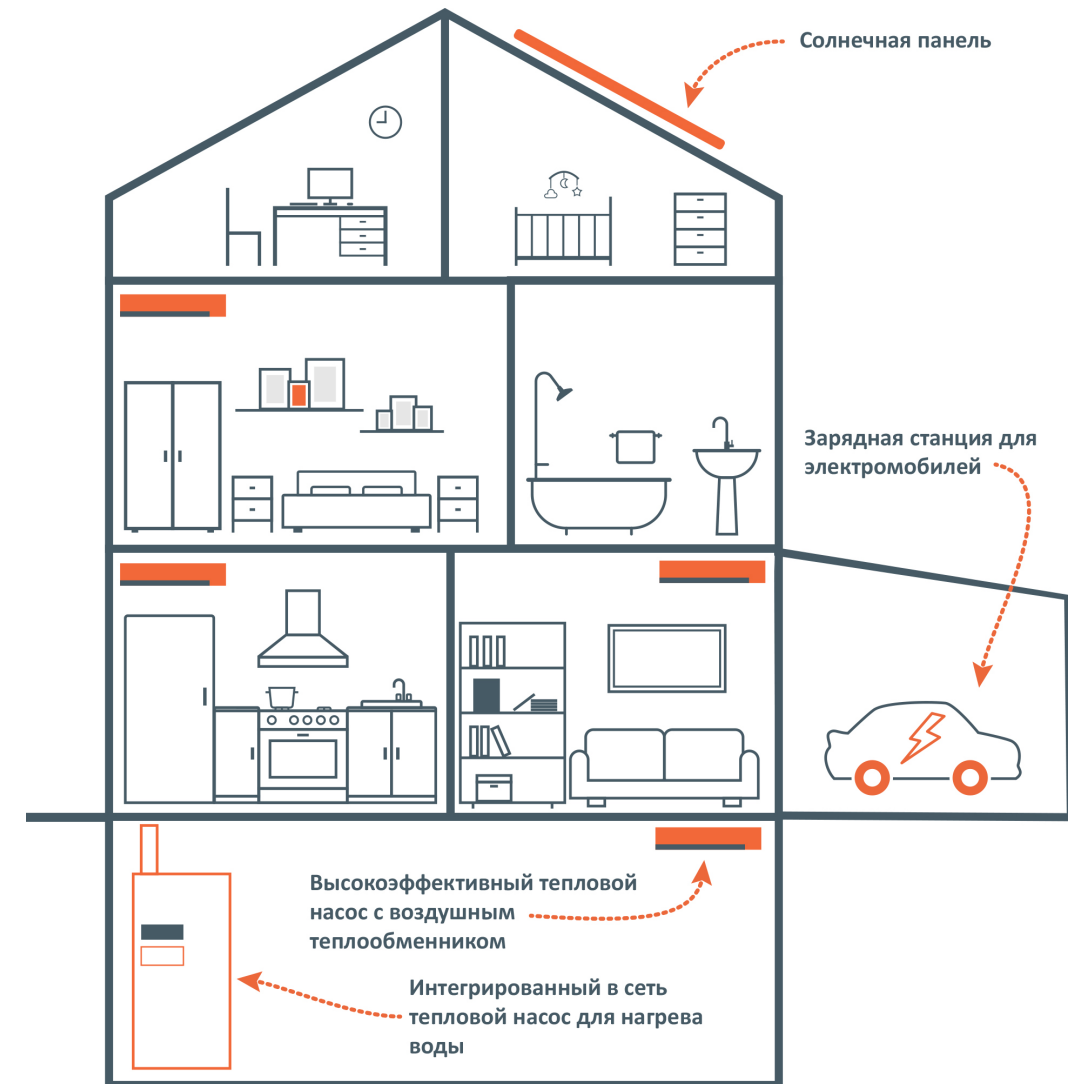 Солнечная панель
Зарядная станция для
электромобилей
Высокоэффективный тепловой
насос с воздушным
теплообменником
Интегрированный в сеть
тепловой насос для нагрева
воды